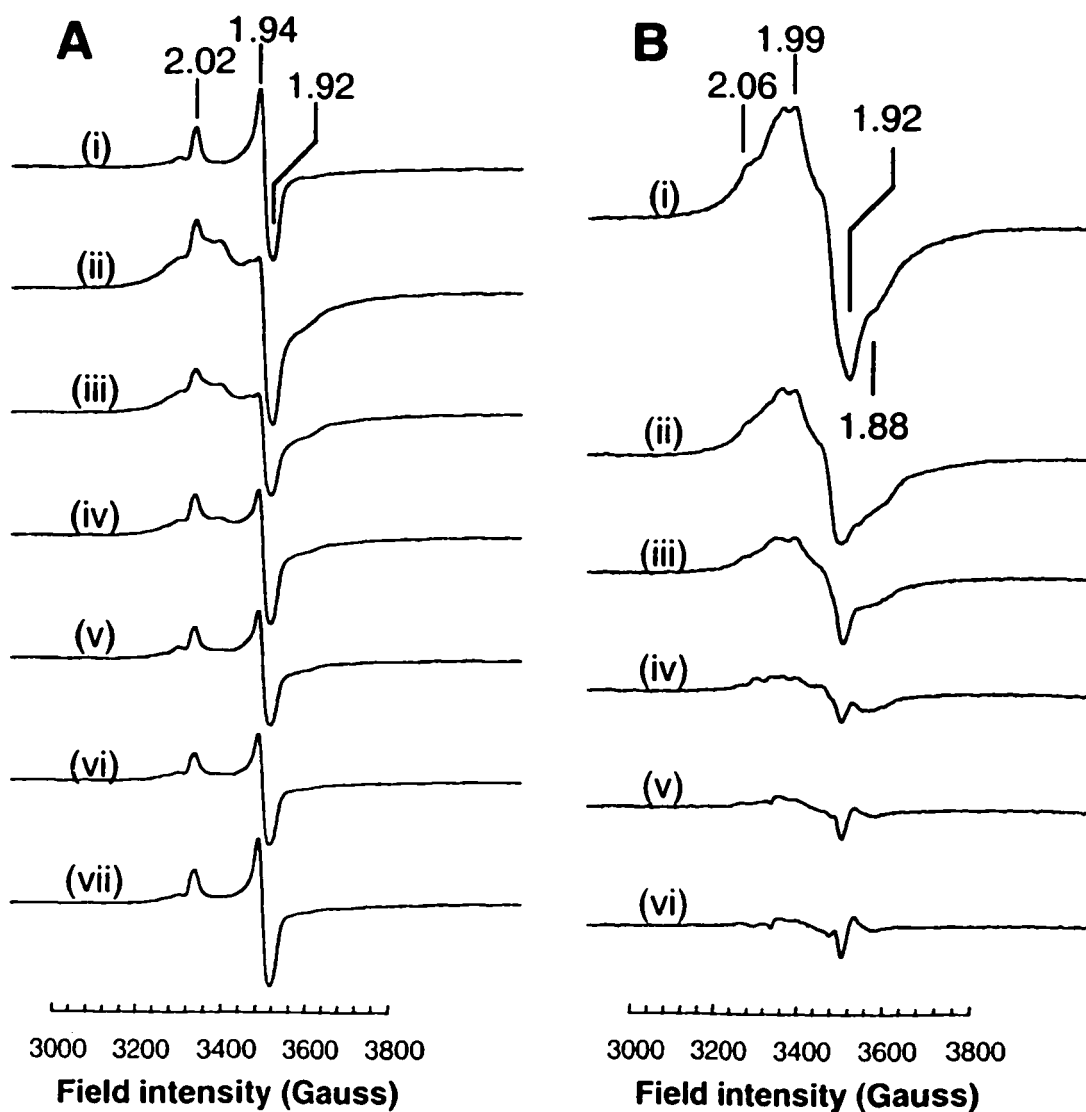 A
2.02
1.94
1.92
(i)
(ii)
(iii)
(iv)
(v)
(vi)
(vii)
3000 3200 3400 3600 3800
Field intensity (Gauss)
B
2.06
1.99
1.92
(i)
1.88
(ii)
(iii)
(iv)
(v)
(vi)
3000 3200 3400 3600 3800
Field intensity (Gauss)